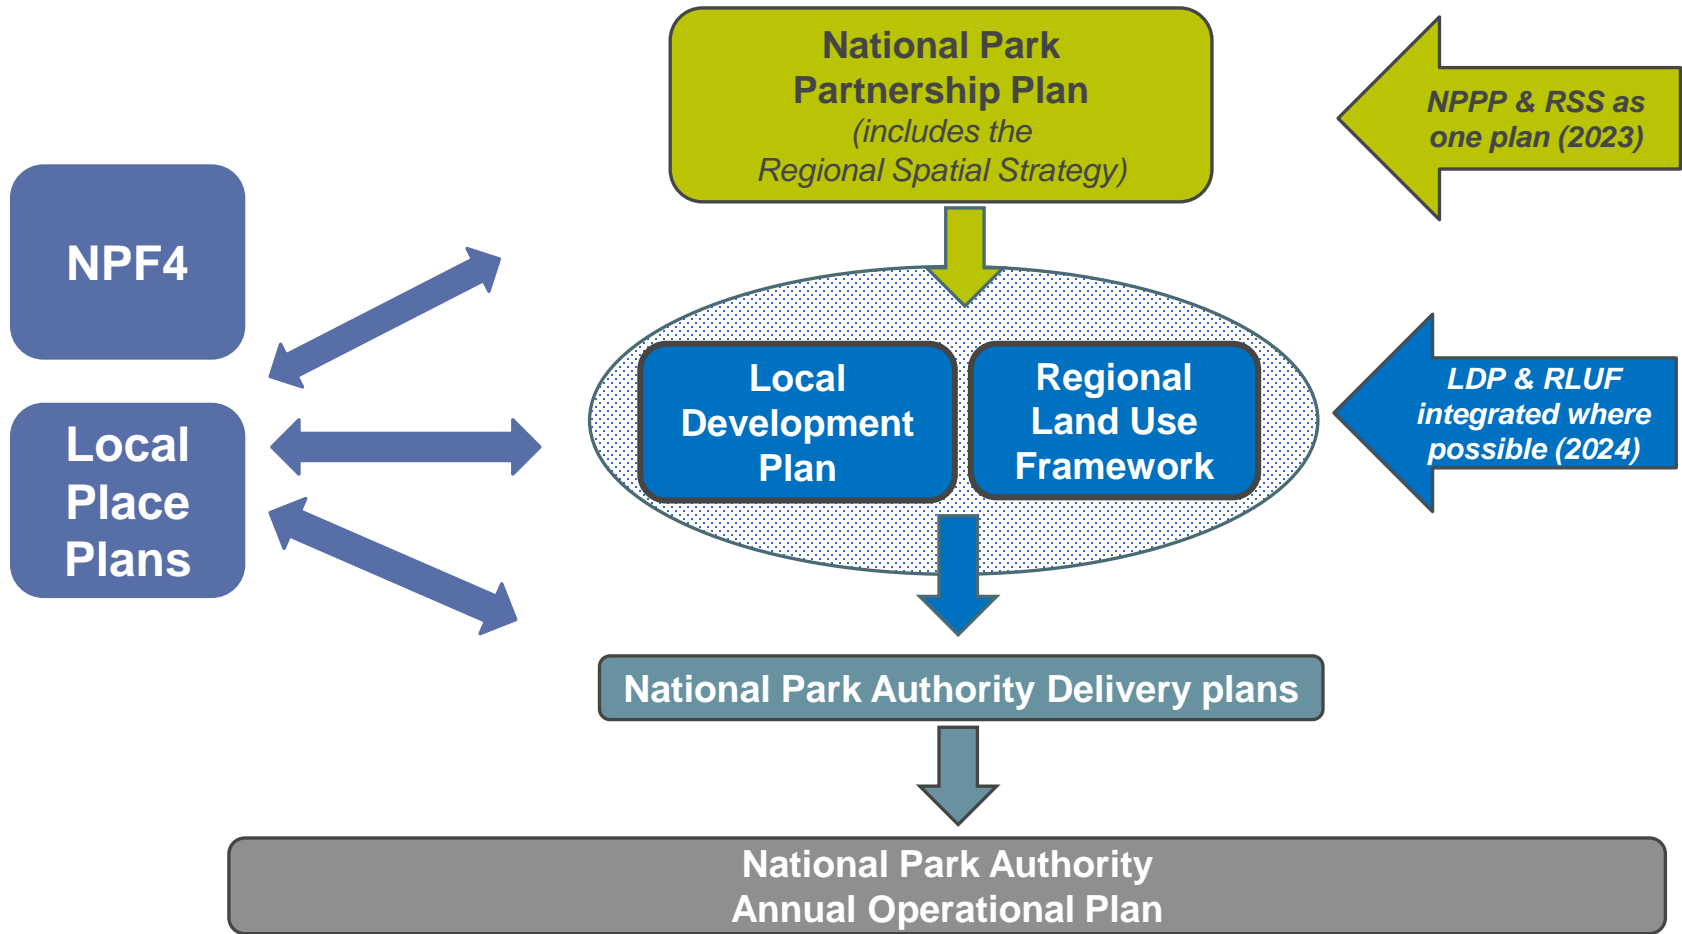 National Park
Partnership Plan
(includes the
Regional Spatial Strategy)
NPPP & RSS as
one plan (2023)
NPF4
Local
Place
Plans
Local
Development
Plan
Regional
Land Use
Framework
LDP & RLUF
integrated where
possible (2024)
National Park Authority Delivery plans
National Park Authority
Annual Operational Plan